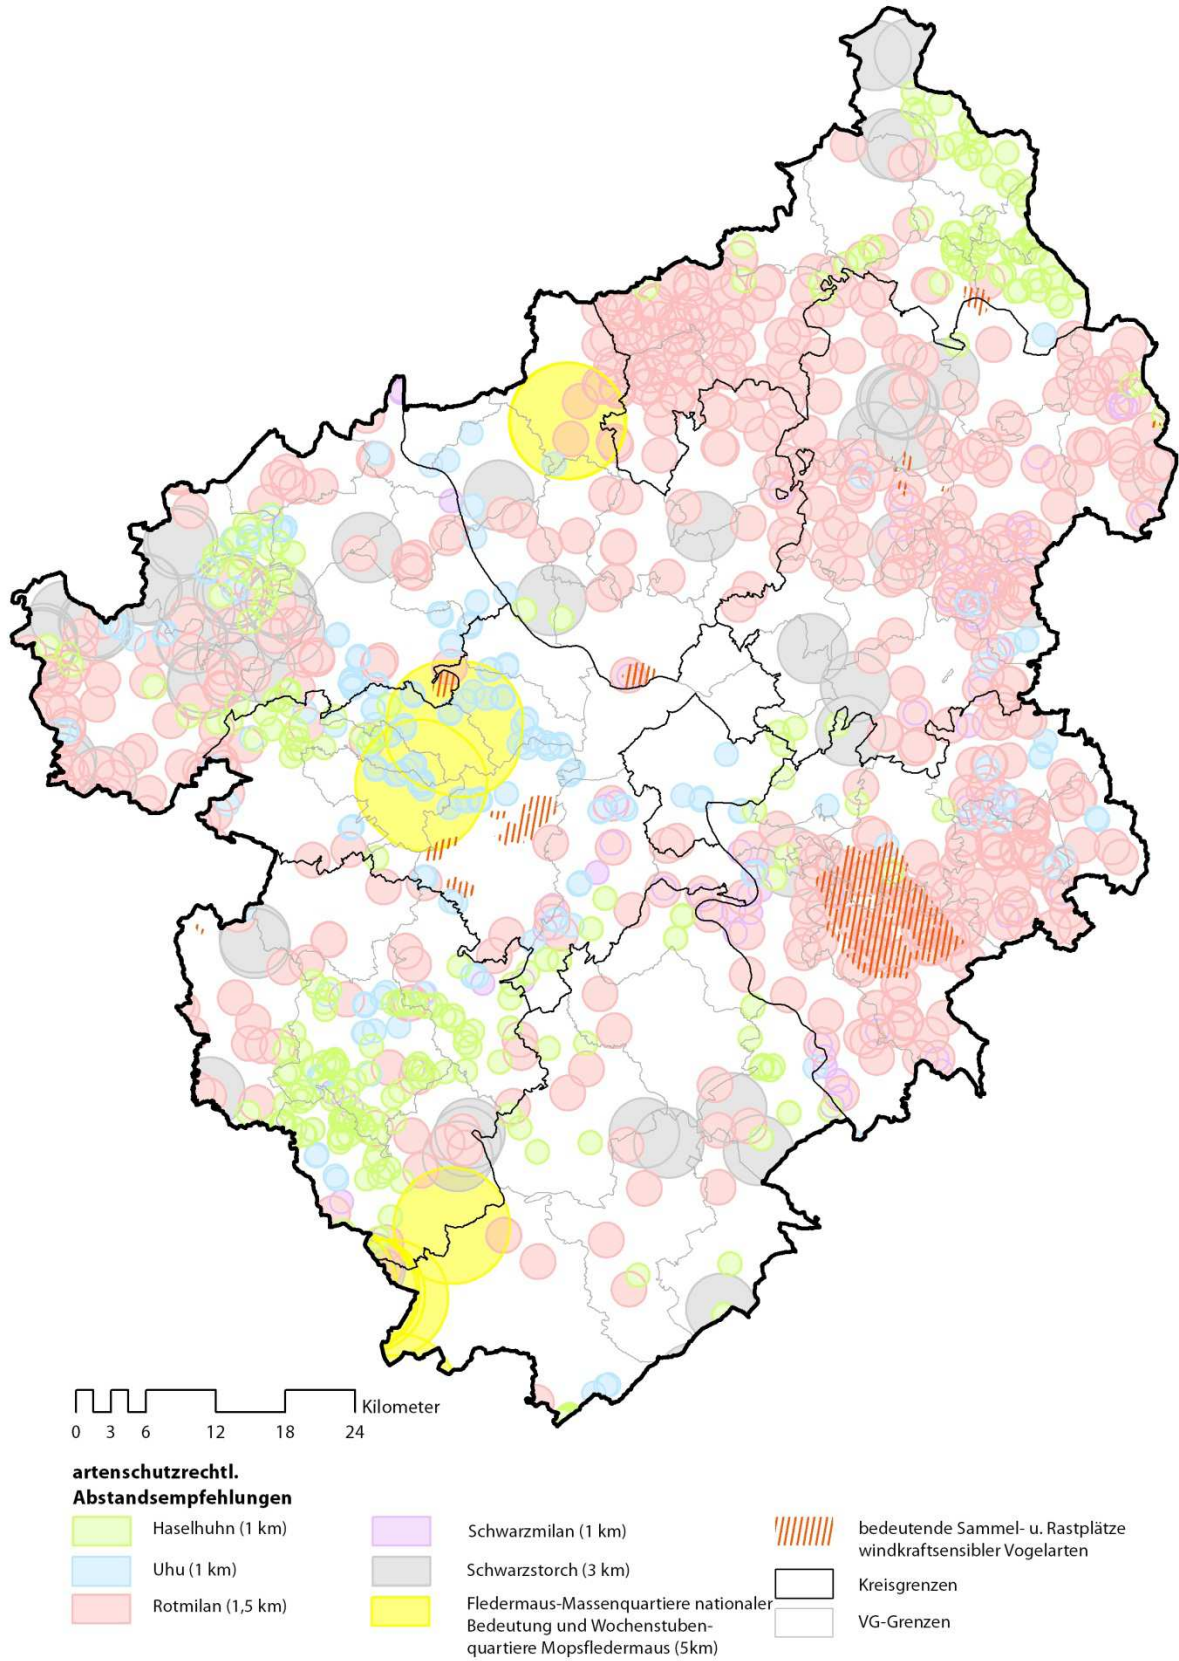 Kilometer
0 3 6 12 18 24
artenschutzrechtl.
Abstandsempfehlungen
Haselhuhn (1 km)
Uhu (1 km)
Rotmilan (1,5 km)
Schwarzmilan (1 km)
Schwarzstorch (3 km)
Fledermaus-Massenquartiere nationaler
Bedeutung und Wochenstuben-
quartiere Mopsfledermaus (5km)
bedeutende Sammel- u. Rastplätze
windkraftsensibler Vogelarten
Kreisgrenzen
VG-Grenzen